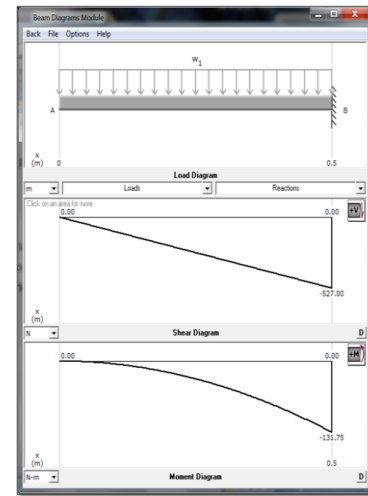 Beam Diagrams Module
Back File Options Help
w1
A B
x
(m) 0 0.5
Load Diagram
m Loads Reactions
Click on an area for more
0.00 0.00 +V
-527.00
x
(m)
N Shear Diagram D
0.00 0.00 +M
-131.75
x
(m) 0.5
N-m Moment Diagram D